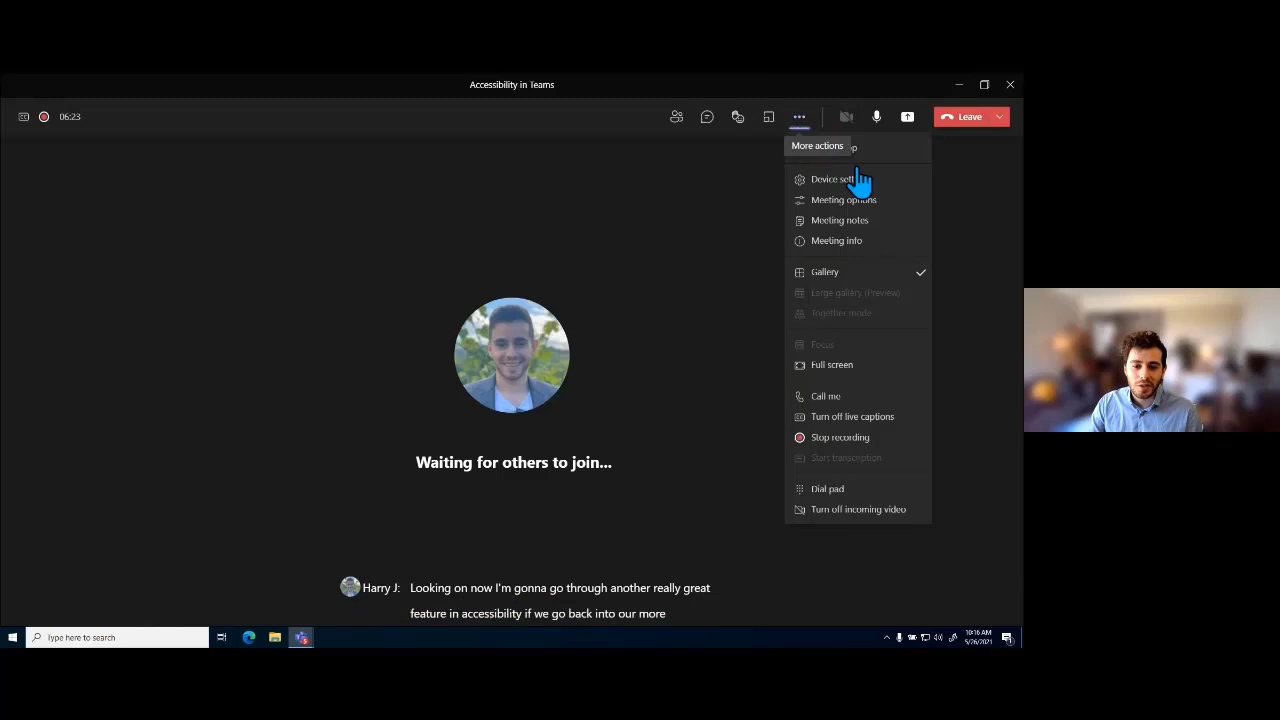 Accessibility in Teams
CC
06:23
Leave
More actions
Device sett
Meeting options
Meeting notes
Meeting info
Gallery
Large gallery (Preview)
Together mode
Focus
Full screen
Call me
Turn off live captions
Stop recording
Start transcription
Dial pad
Turn off incoming video
Waiting for others to join...
Harry J: Looking on now I'm gonna go through another really great
feature in accessibility if we go back into our more
Type here to search
10:16 AM
5/26/2021